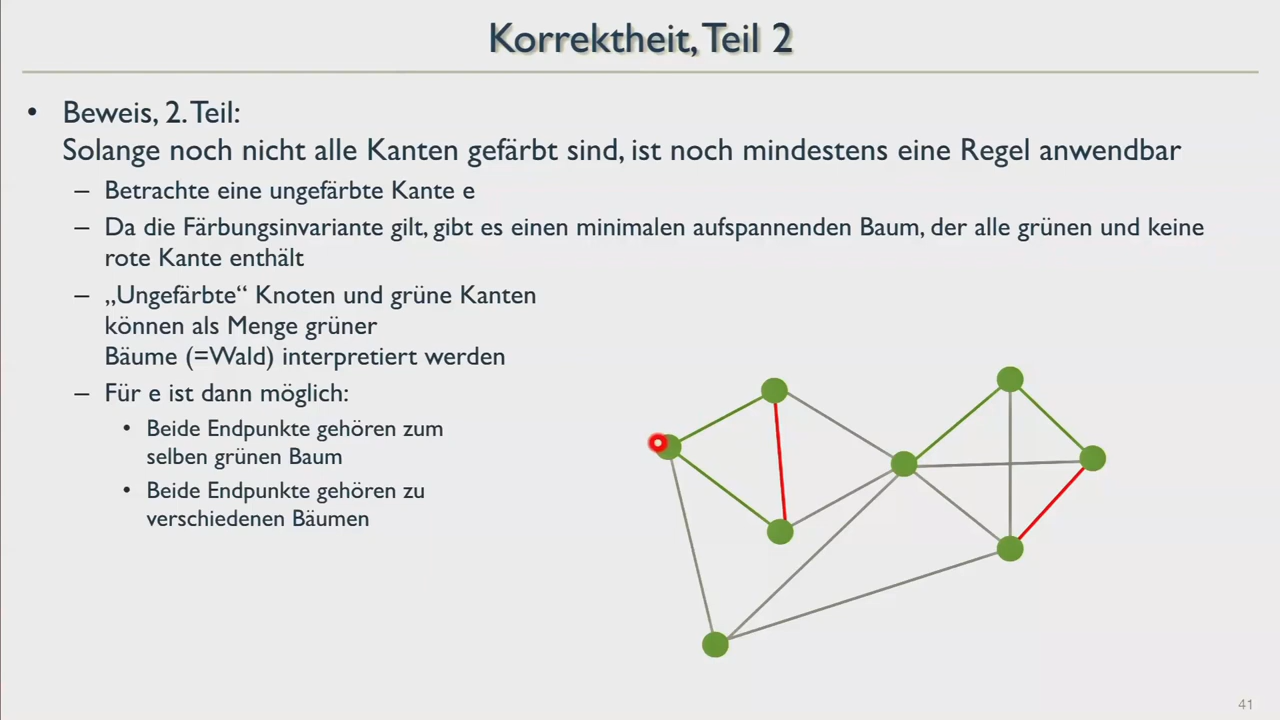 Korrektheit, Teil 2
• Beweis, 2. Teil:
Solange noch nicht alle Kanten gefärbt sind, ist noch mindestens eine Regel anwendbar
– Betrachte eine ungefärbte Kante e
– Da die Färbungsinvariante gilt, gibt es einen minimalen aufspannenden Baum, der alle grünen und keine
rote Kante enthält
– „Ungefärbte“ Knoten und grüne Kanten
können als Menge grüner
Bäume (=Wald) interpretiert werden
– Für e ist dann möglich:
• Beide Endpunkte gehören zum
selben grünen Baum
• Beide Endpunkte gehören zu
verschiedenen Bäumen
41